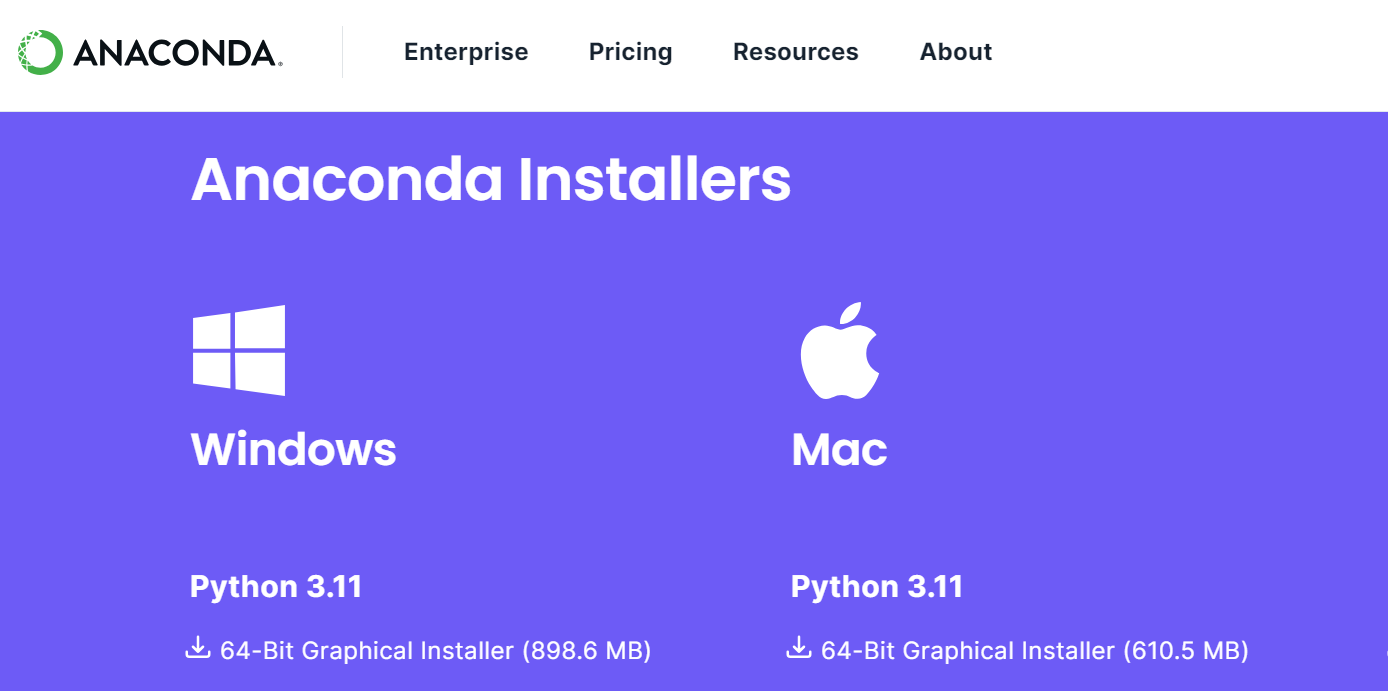 ANACONDA.
Enterprise
Pricing
Resources
About
Anaconda Installers
Windows
Mac
Python 3.11
Python 3.11
64-Bit Graphical Installer (898.6 MB)
64-Bit Graphical Installer (610.5 MB)